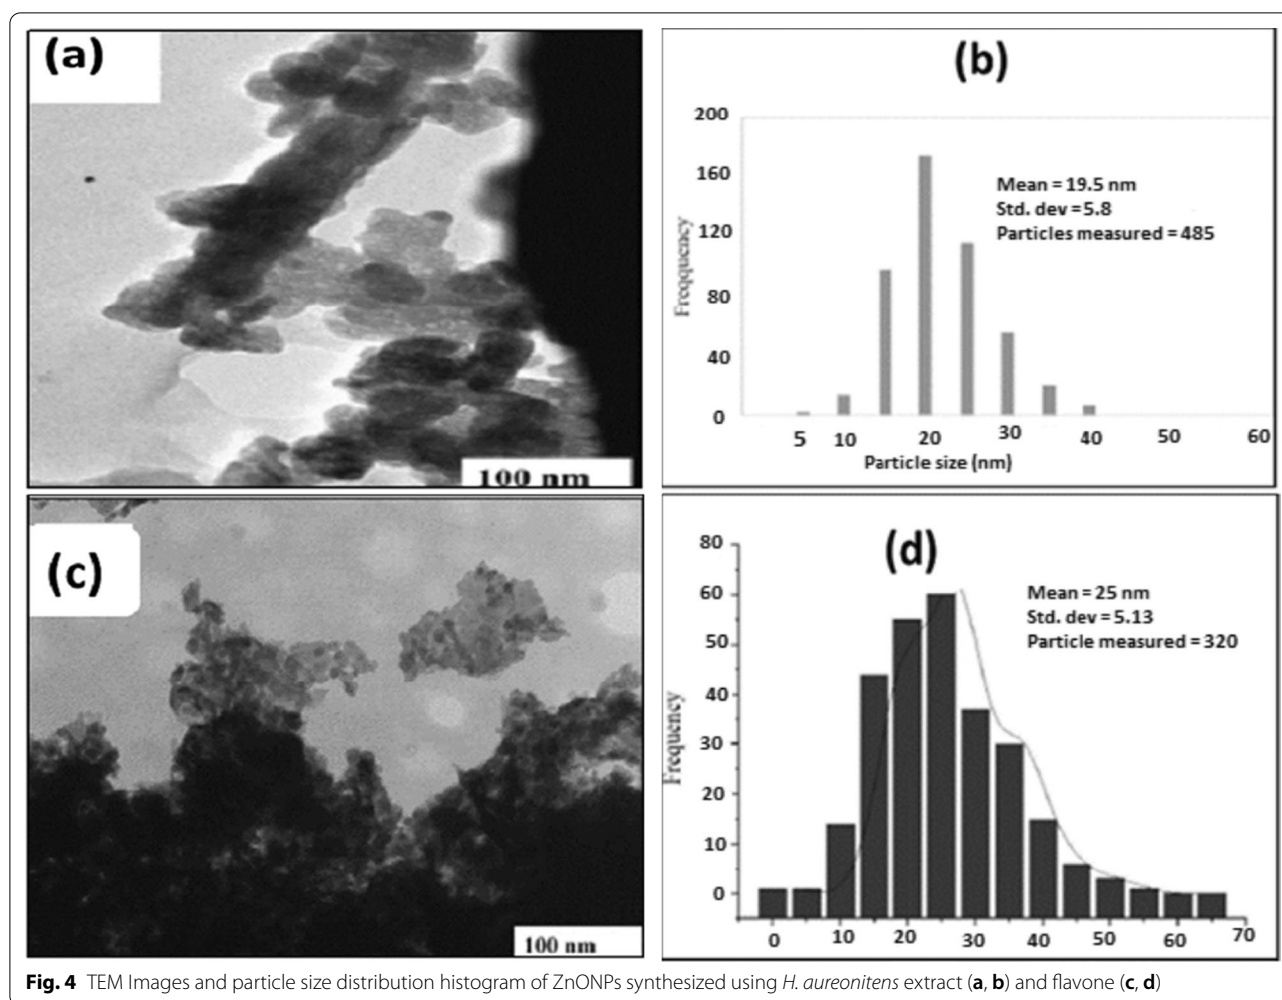 (a)
100 nm
(b)
200
160
120
80
40
0
Freqquency
Mean = 19.5 nm
Std. dev =5.8
Particles measured = 485
5 10 20 30 40 50 60
Particle size (nm)
(c)
100 nm
(d)
80
60
50
40
30
20
10
0
Frequency
Mean = 25 nm
Std. dev = 5.13
Particle measured = 320
0 10 20 30 40 50 60 70
Fig. 4 TEM Images and particle size distribution histogram of ZnONPs synthesized using H. aureonitens extract (a, b) and flavone (c, d)